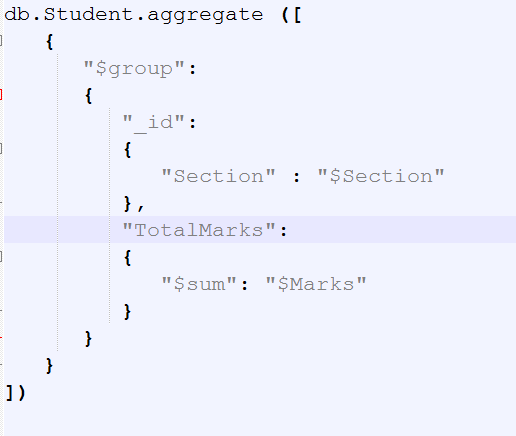 db.Student.aggregate ([
{
"$group":
{
"_id":
{
"Section" : "$Section"
},
"TotalMarks":
{
"$sum": "$Marks"
}
}
}
])